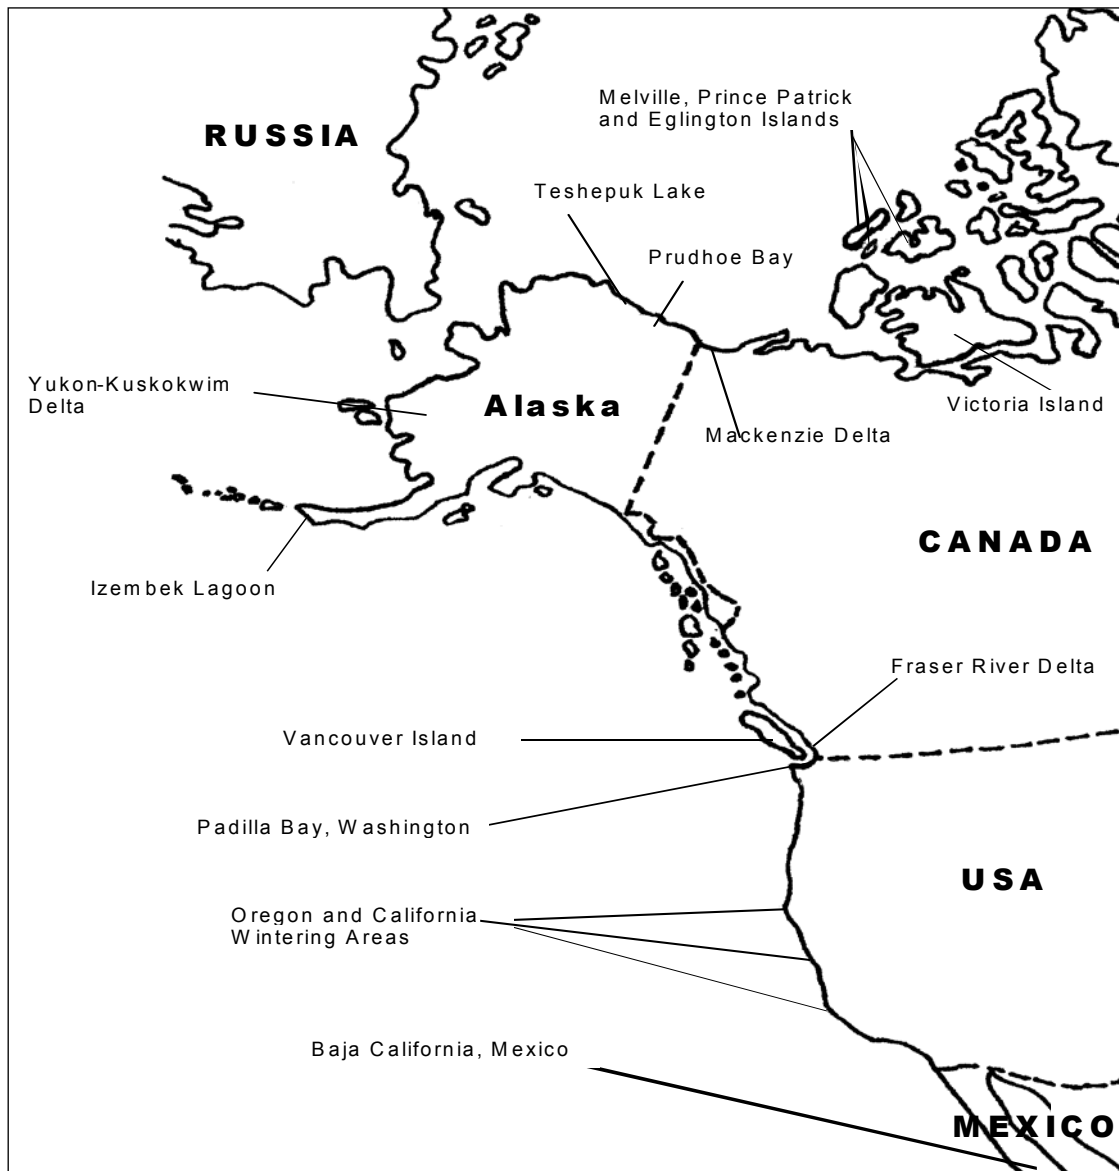 Melville, Prince Patrick
and Eglington Islands
RUSSIA
Teshepuk Lake
Prudhoe Bay
Yukon-Kuskokwim
Delta
Alaska
Victoria Island
Mackenzie Delta
CANADA
Izembek Lagoon
Fraser River Delta
Vancouver Island
Padilla Bay, Washington
USA
Oregon and California
Wintering Areas
Baja California, Mexico
MEXICO